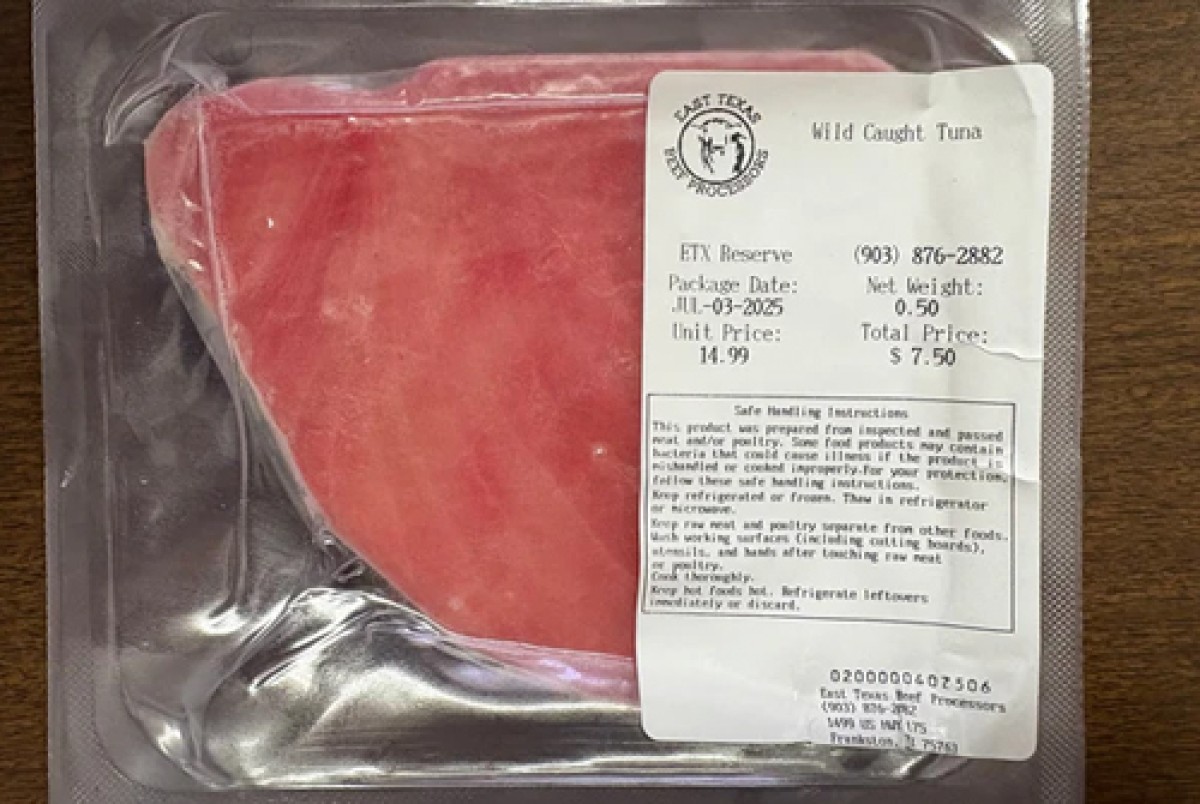 EAST TEXAS
BEEF PROCESSORS
Wild Caught Tuna
ETX Reserve
(903) 876-2882
Package Date:
JUL-03-2025
Net Weight:
0.50
Unit Price:
14.99
Total Price:
$ 7.50
Safe Handling Instructions
This product was prepared from inspected and passed
meat and/or poultry. Some food products may contain
bacteria that could cause illness if the product is
mishandled or cooked improperly.For your protection,
follow these safe handling instructions.
Keep refrigerated or frozen. Thaw in refrigerator
or microwave.
Keep raw meat and poultry separate from other foods.
Wash working surfaces (including cutting boards),
utensils, and hands after touching raw meat
or poultry.
Cook thoroughly.
Keep hot foods hot. Refrigerate leftovers
immediately or discard.
0200000402506
East Texas Beef Processors
(903) 876-2882
1499 US HWY 175
Frankston, 75763